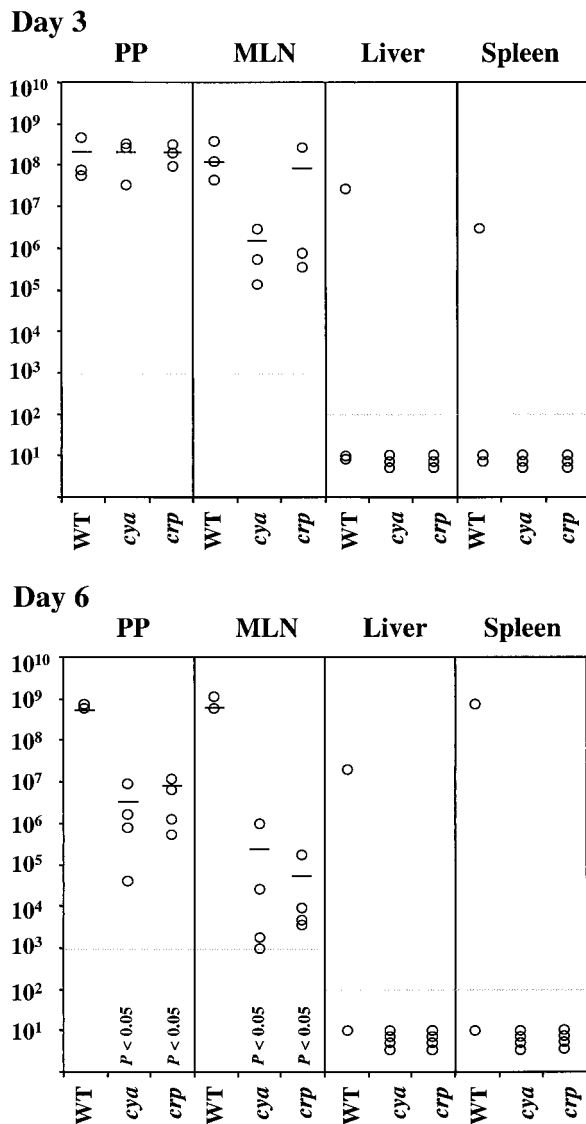 Day 3
PP MLN Liver Spleen
10¹⁰
10⁹
10⁸
10⁷
10⁶
10⁵
10⁴
10³
10²
10¹
WT cya crp WT cya crp WT cya crp WT cya crp
Day 6
PP MLN Liver Spleen
10¹⁰
10⁹
10⁸
10⁷
10⁶
10⁵
10⁴
10³
10²
10¹
P < 0.05 P < 0.05 P < 0.05 P < 0.05
WT cya crp WT cya crp WT cya crp WT cya crp